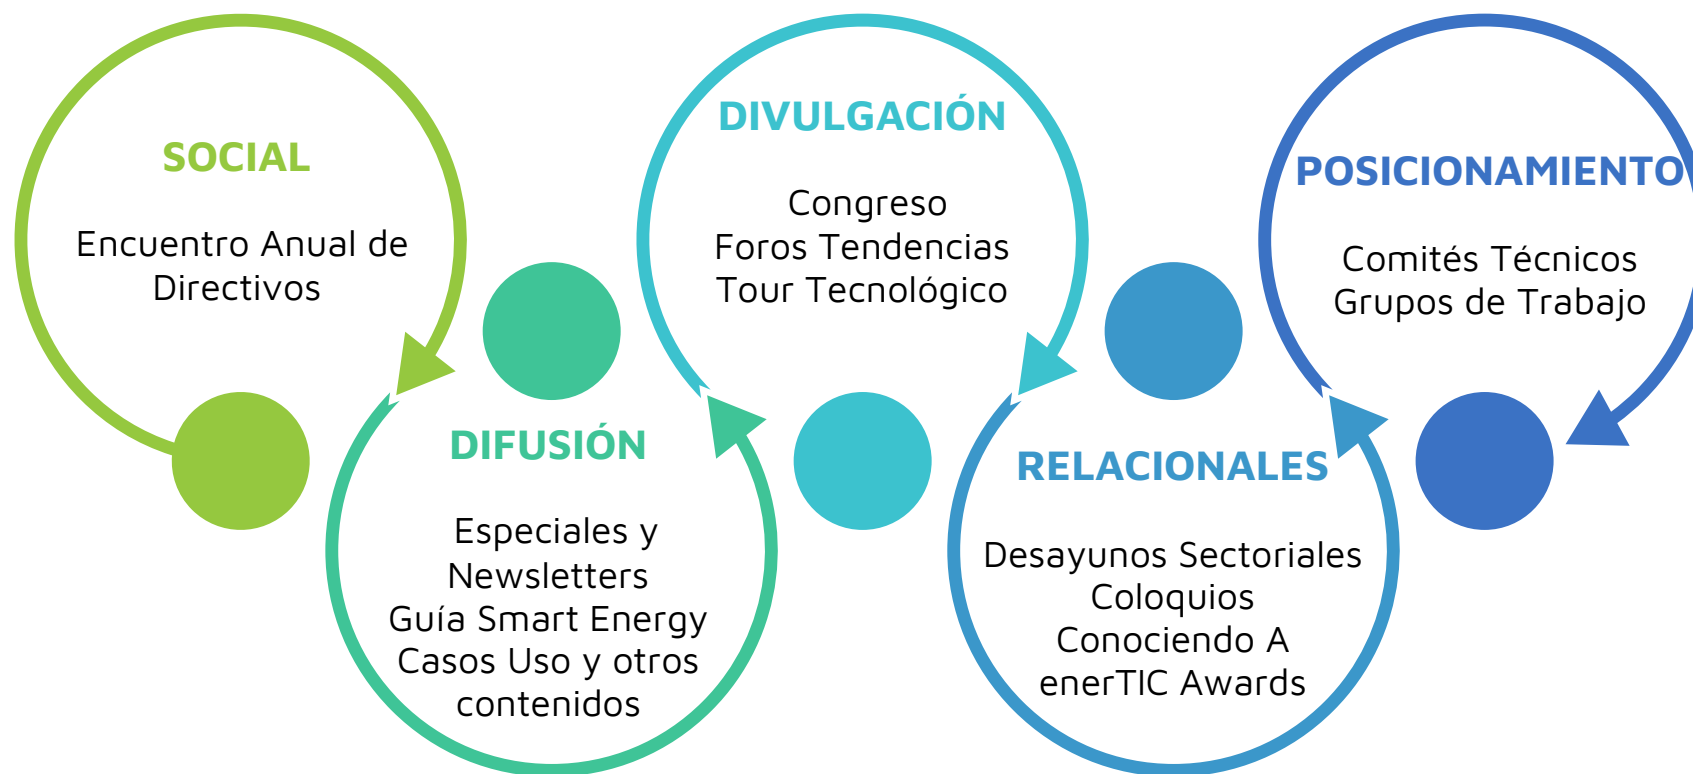 SOCIAL
Encuentro Anual de
Directivos
DIFUSIÓN
Especiales y
Newsletters
Guía Smart Energy
Casos Uso y otros
contenidos
DIVULGACIÓN
Congreso
Foros Tendencias
Tour Tecnológico
RELACIONALES
Desayunos Sectoriales
Coloquios
Conociendo A
enerTIC Awards
POSICIONAMIENTO
Comités Técnicos
Grupos de Trabajo